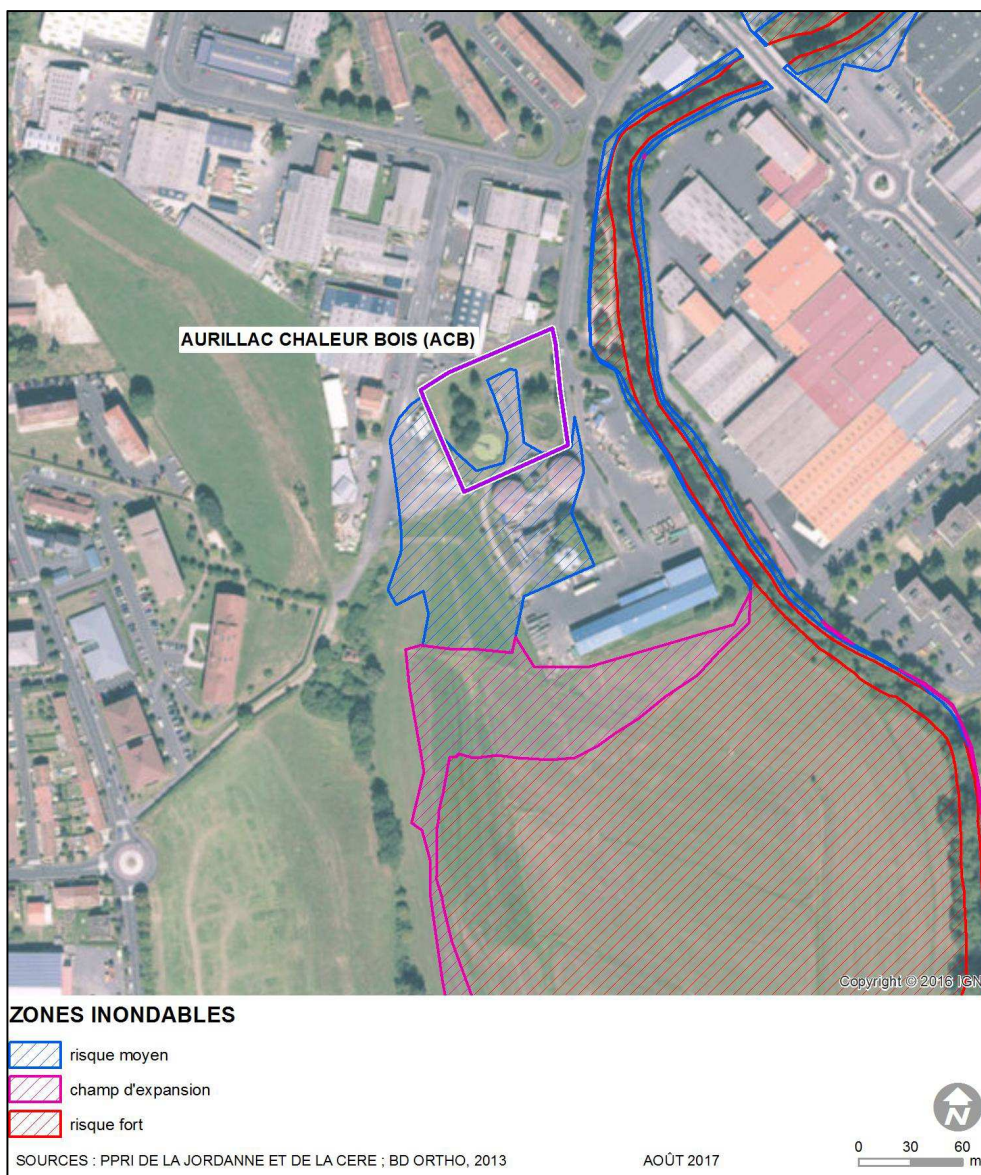 AURILLAC CHALEUR BOIS (ACB)
Copyright © 2016 IGN
ZONES INONDABLES
risque moyen
champ d'expansion
risque fort
N
SOURCES : PPRI DE LA JORDANNE ET DE LA CERE ; BD ORTHO, 2013
AOÛT 2017
0 30 60
m